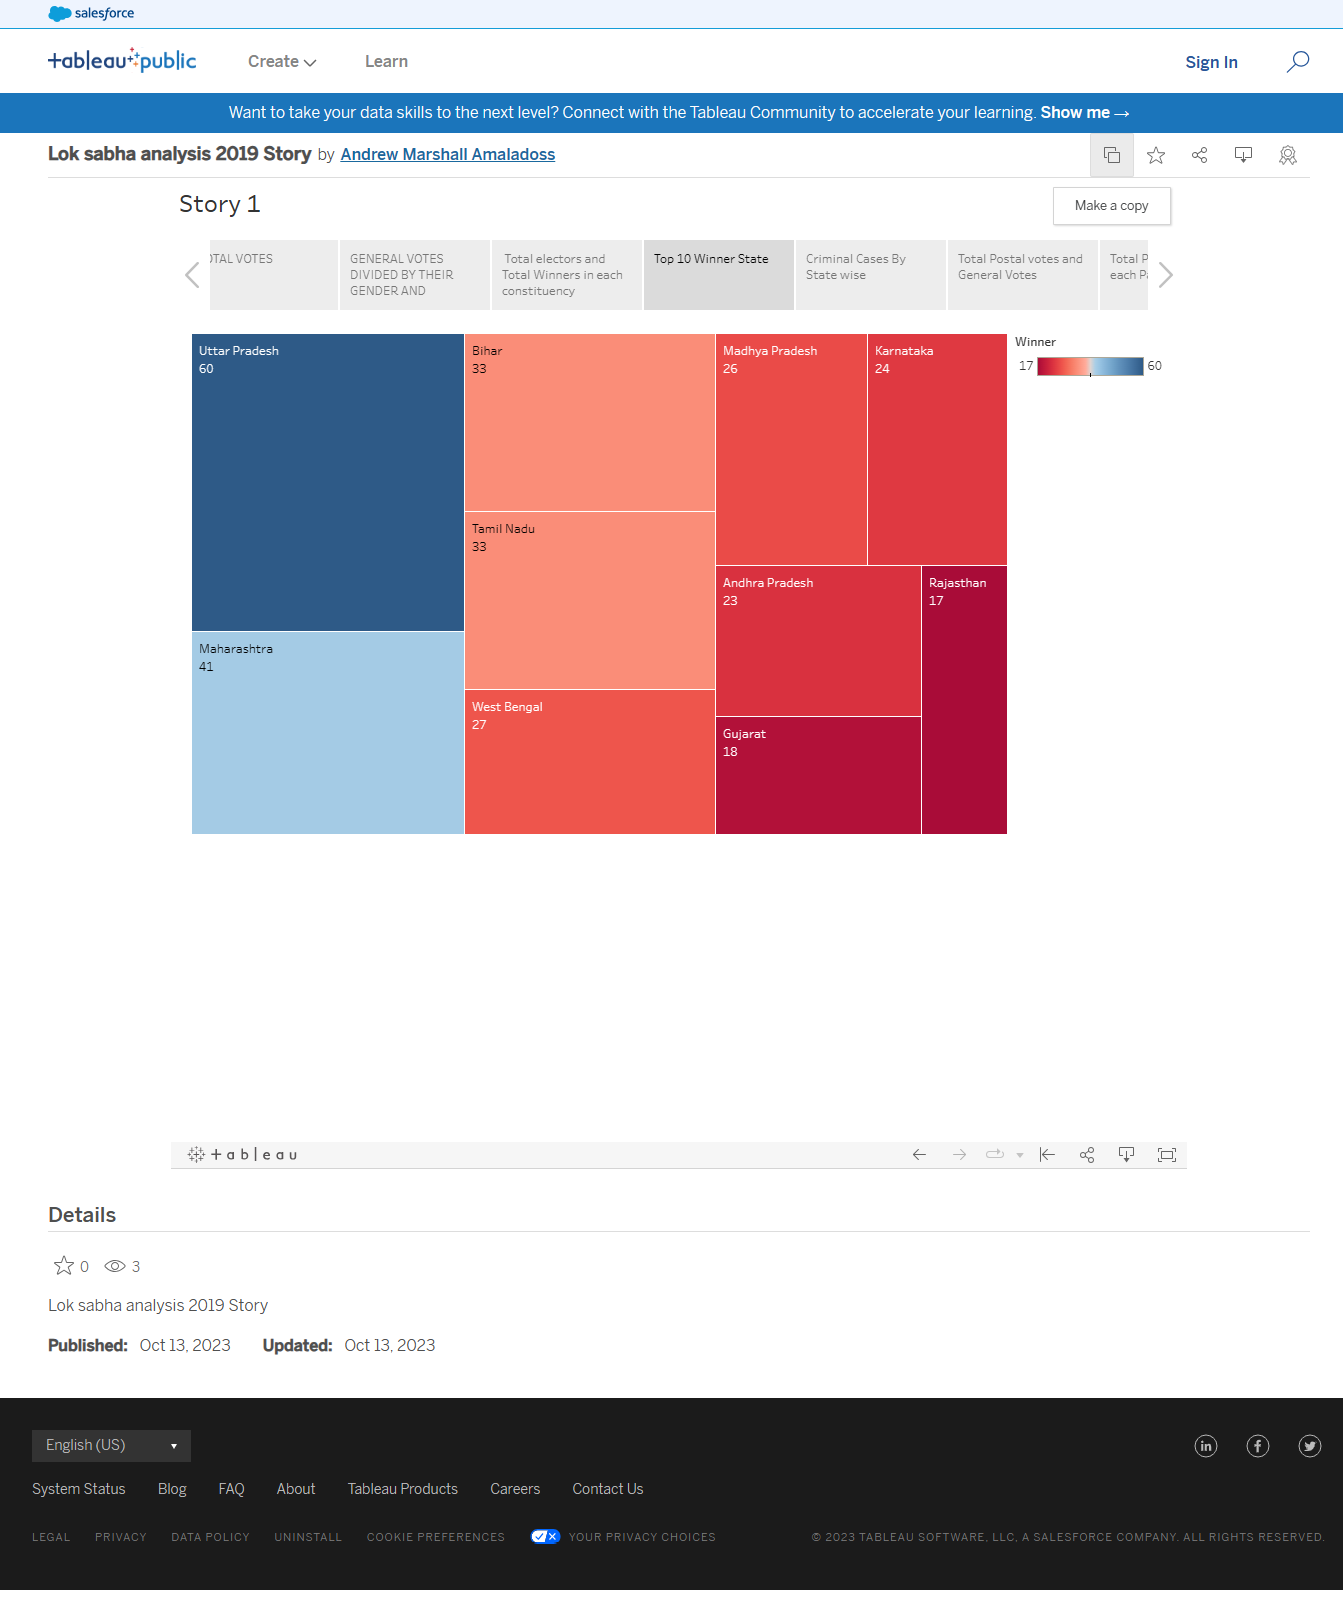 salesforce
+ableau+public
Create
Learn
Sign In
Want to take your data skills to the next level? Connect with the Tableau Community to accelerate your learning. Show me →
Lok sabha analysis 2019 Story by Andrew Marshall Amaladoss
Story 1
Make a copy
OTAL VOTES
GENERAL VOTES
DIVIDED BY THEIR
GENDER AND
Total electors and
Total Winners in each
constituency
Top 10 Winner State
Criminal Cases By
State wise
Total Postal votes and
General Votes
Total P
each Pa
Uttar Pradesh
60
Maharashtra
41
Bihar
33
Tamil Nadu
33
West Bengal
27
Madhya Pradesh
26
Karnataka
24
Andhra Pradesh
23
Gujarat
18
Rajasthan
17
Winner
17
60
+ableau
Details
0
3
Lok sabha analysis 2019 Story
Published: Oct 13, 2023 Updated: Oct 13, 2023
English (US)
System Status Blog FAQ About Tableau Products Careers Contact Us
LEGAL PRIVACY DATA POLICY UNINSTALL COOKIE PREFERENCES YOUR PRIVACY CHOICES
© 2023 TABLEAU SOFTWARE, LLC, A SALESFORCE COMPANY. ALL RIGHTS RESERVED.